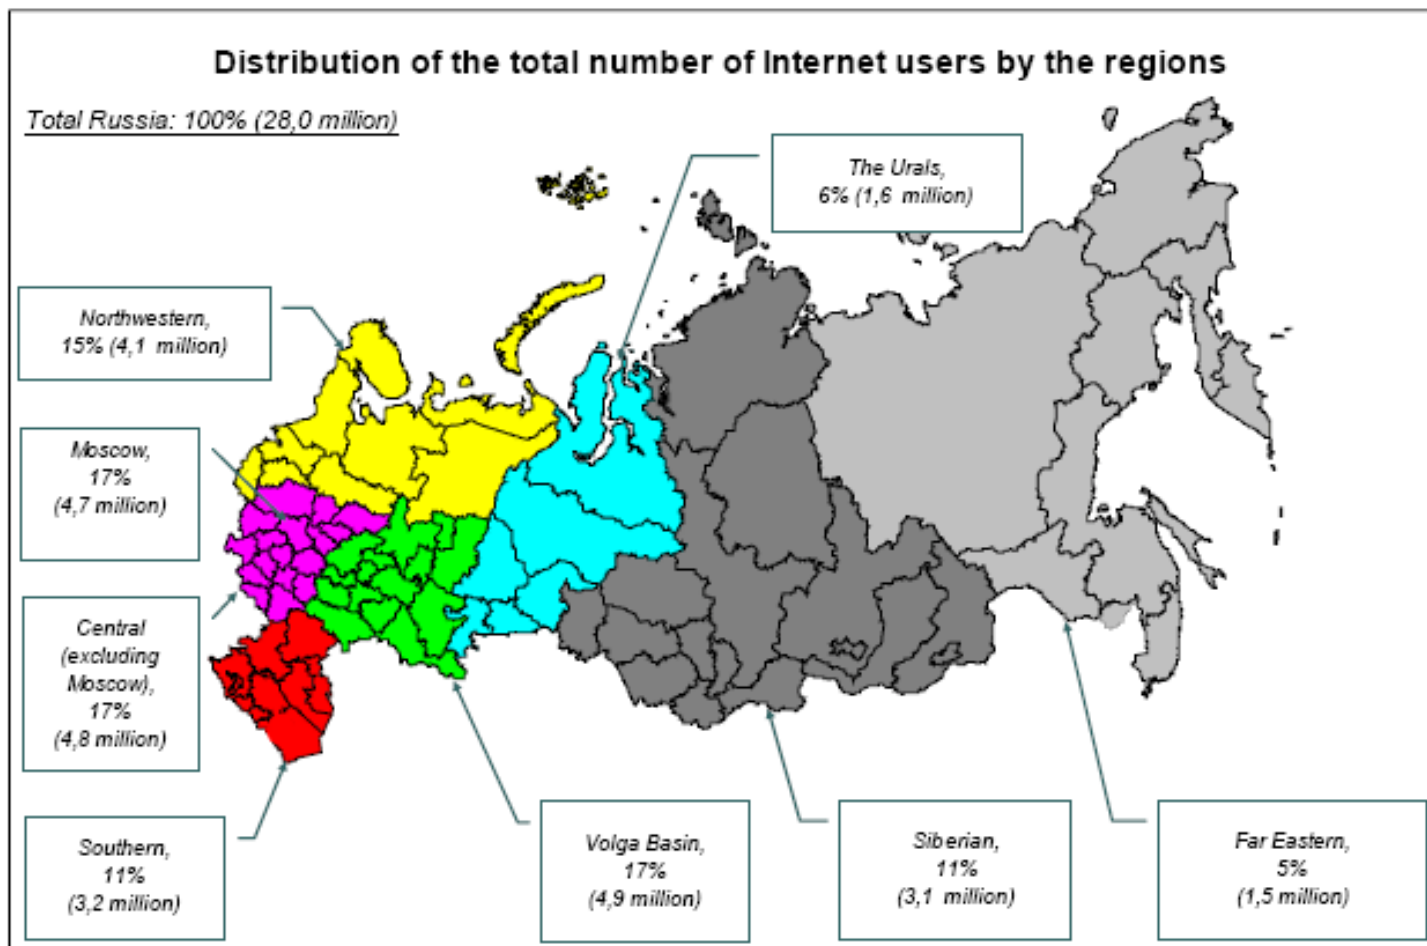 Distribution of the total number of Internet users by the regions
Total Russia: 100% (28,0 million)
The Urals,
6% (1,6 million)
Northwestern,
15% (4,1 million)
Moscow,
17%
(4,7 million)
Central
(excluding
Moscow),
17%
(4,8 million)
Southern,
11%
(3,2 million)
Volga Basin,
17%
(4,9 million)
Siberian,
11%
(3,1 million)
Far Eastern,
5%
(1,5 million)